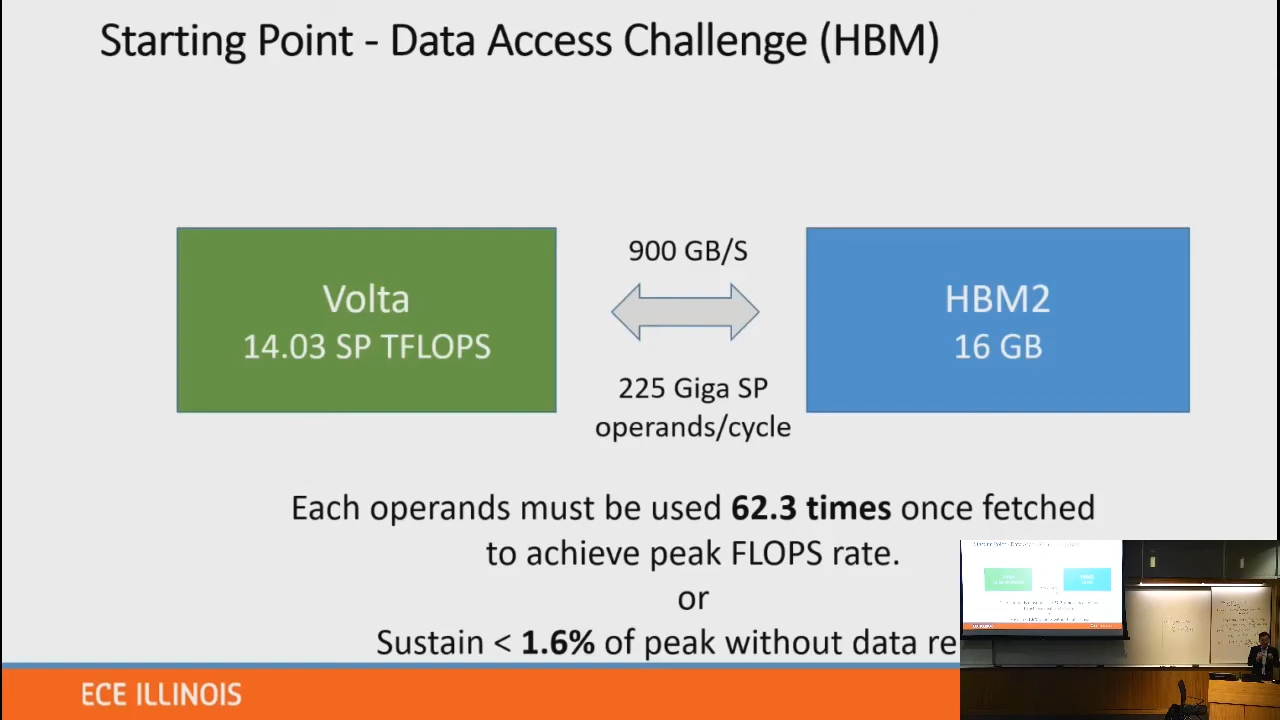 Starting Point - Data Access Challenge (HBM)
Volta
14.03 SP TFLOPS
900 GB/S
225 Giga SP
operands/cycle
HBM2
16 GB
Each operands must be used 62.3 times once fetched
to achieve peak FLOPS rate.
or
Sustain < 1.6% of peak without data re
ECE ILLINOIS